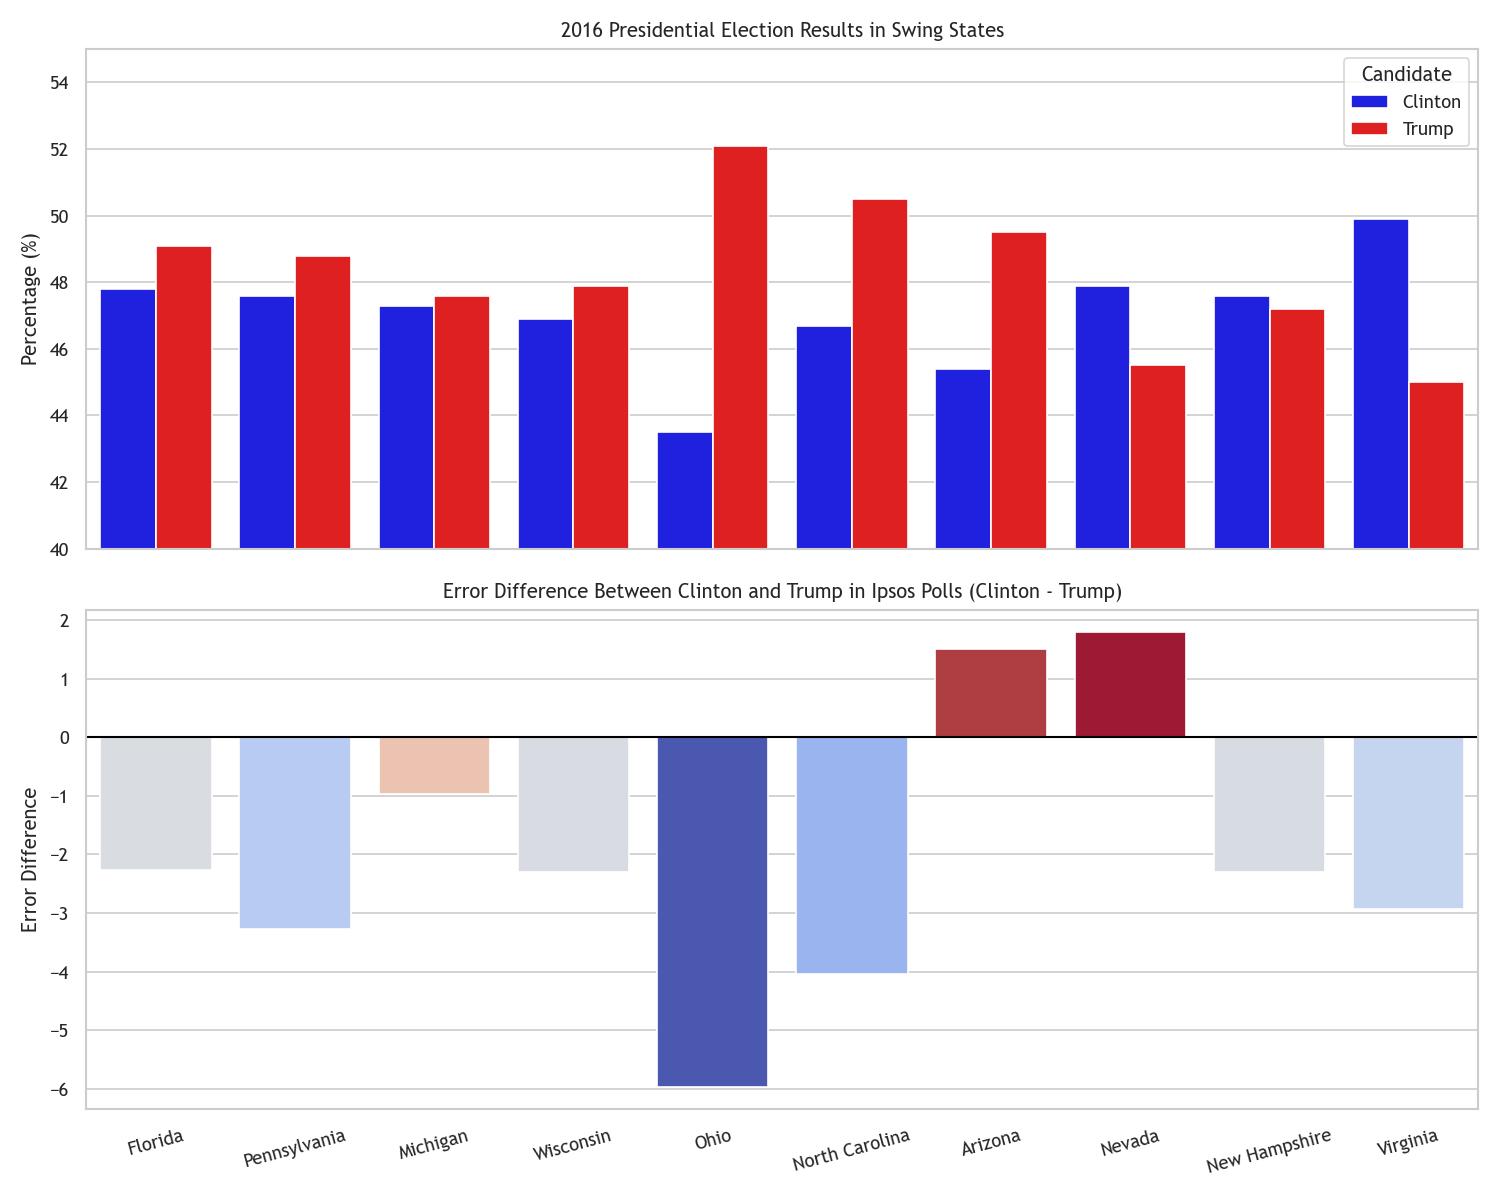 2016 Presidential Election Results in Swing States
Candidate
Clinton
Trump
Percentage (%)
54
52
50
48
46
44
42
40
Error Difference Between Clinton and Trump in Ipsos Polls (Clinton - Trump)
Error Difference
2
1
0
−1
−2
−3
−4
−5
−6
Florida
Pennsylvania
Michigan
Wisconsin
Ohio
North Carolina
Arizona
Nevada
New Hampshire
Virginia